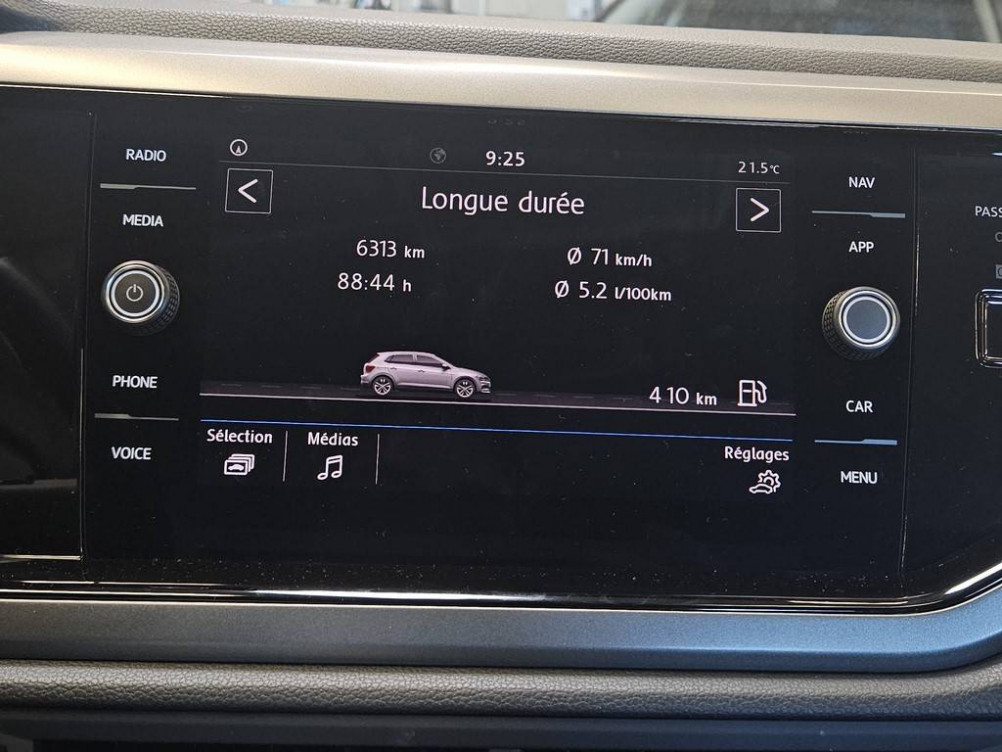 RADIO
MEDIA
PHONE
VOICE
9:25
21.5°C
<
Longue durée
>
6313 km
Ø 71 km/h
88:44 h
Ø 5.2 l/100km
410 km
Sélection
Médias
Réglages
NAV
APP
CAR
MENU
PASS